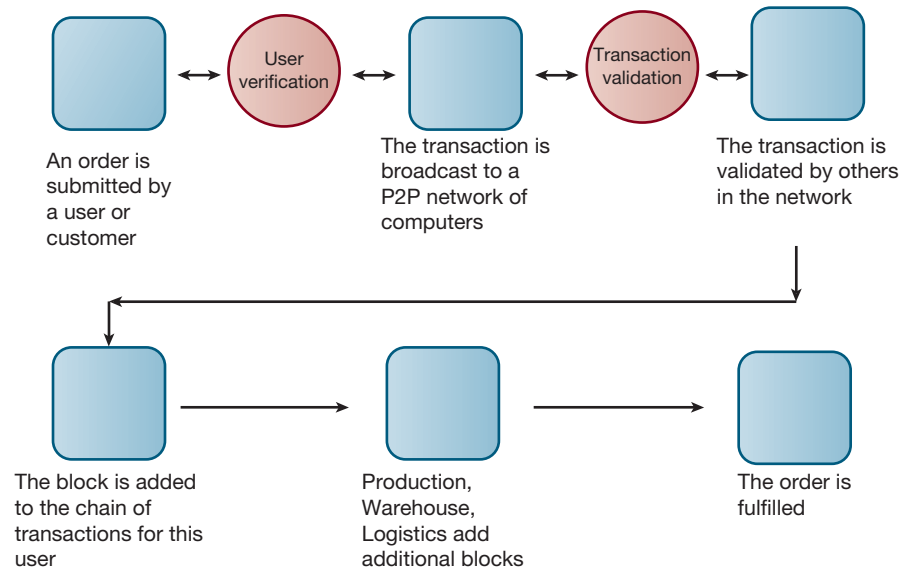 User
verification
Transaction
validation
An order is
submitted by
a user or
customer
The transaction is
broadcast to a
P2P network of
computers
The transaction is
validated by others
in the network
The block is added
to the chain of
transactions for this
user
Production,
Warehouse,
Logistics add
additional blocks
The order is
fulfilled